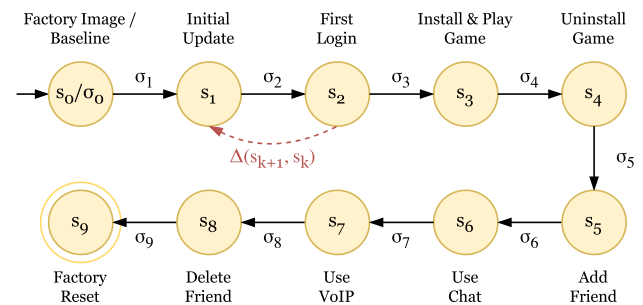 Factory Image /
Baseline
Initial
Update
First
Login
Install & Play
Game
Uninstall
Game
s₀/σ₀
σ₁
s₁
σ₂
s₂
σ₃
s₃
σ₄
s₄
Δ(sₖ₊₁, sₖ)
σ₅
s₉
σ₉
s₈
σ₈
s₇
σ₇
s₆
σ₆
s₅
Factory
Reset
Delete
Friend
Use
VoIP
Use
Chat
Add
Friend